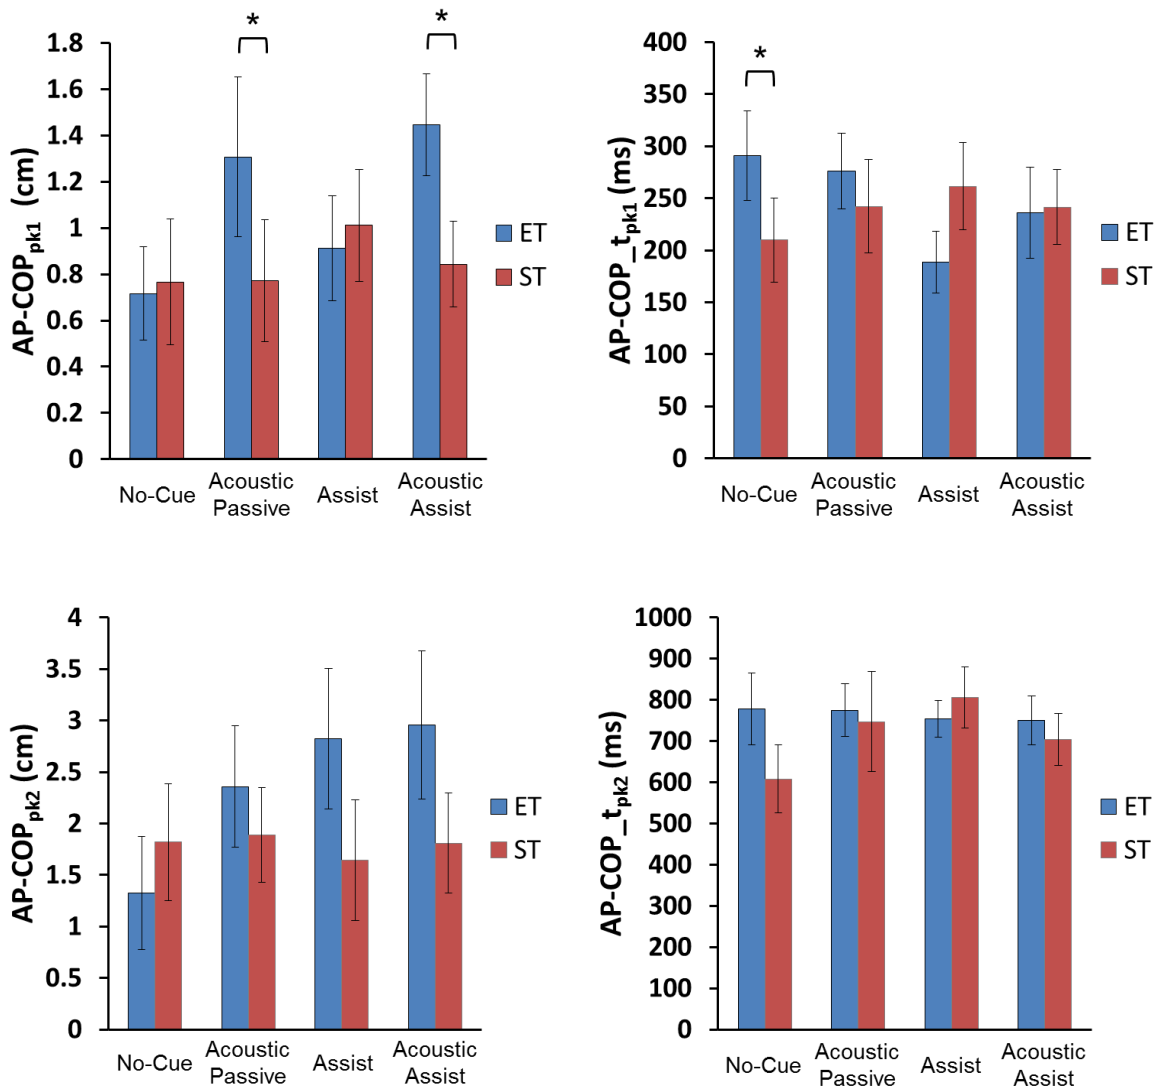 *
*
1.8
1.6
1.4
1.2
1
0.8
0.6
0.4
0.2
0
AP-COPpk1 (cm)
No-Cue
Acoustic
Passive
Assist
Acoustic
Assist
ET
ST
*
400
350
300
250
200
150
100
50
0
AP-COP_tpk1 (ms)
No-Cue
Acoustic
Passive
Assist
Acoustic
Assist
ET
ST
4
3.5
3
2.5
2
1.5
1
0.5
0
AP-COPpk2 (cm)
No-Cue
Acoustic
Passive
Assist
Acoustic
Assist
ET
ST
1000
900
800
700
600
500
400
300
200
100
0
AP-COP_tpk2 (ms)
No-Cue
Acoustic
Passive
Assist
Acoustic
Assist
ET
ST